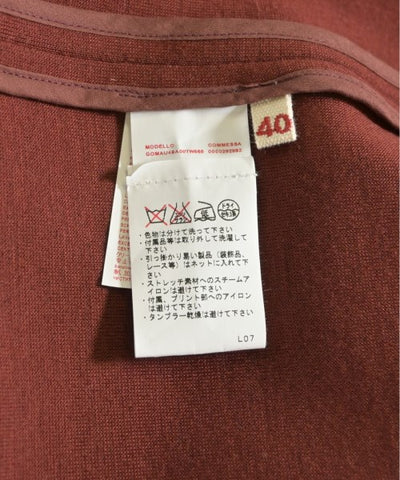 MODELLO COMMESSA
40
ドライ
・色物は分けて洗って下さい
・付属品等は取り外して洗濯して
下さい
・引っ掛かり易い製品（装飾品、
レース等）はネットに入れて下
さい
・ストレッチ素材へのスチームア
イロンは避けて下さい
・付属、プリント部へのアイロン
は避けて下さい
・タンブラー乾燥は避けて下さい
L07